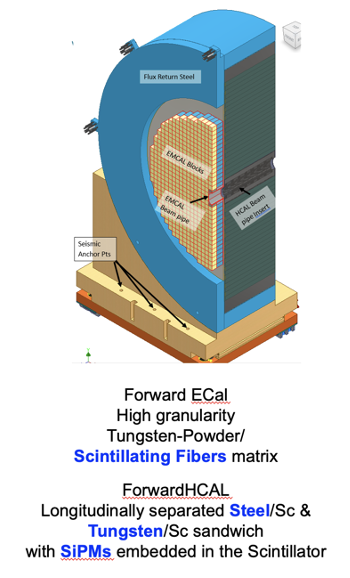 Flux Return Steel
EMCAL Blocks
EMCAL
Beam pipe
HCAL Beam
pipe Insert
Seismic
Anchor Pts
Forward ECal
High granularity
Tungsten-Powder/
Scintillating Fibers matrix
ForwardHCAL
Longitudinally separated Steel/Sc &
Tungsten/Sc sandwich
with SiPMs embedded in the Scintillator